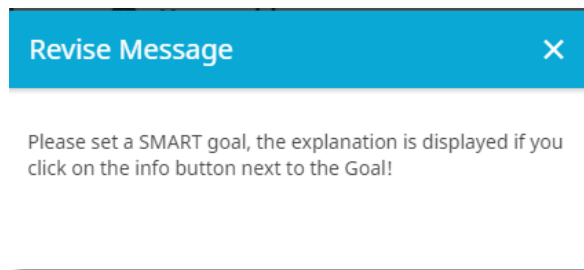 Revise Message
Please set a SMART goal, the explanation is displayed if you
click on the info button next to the Goal!